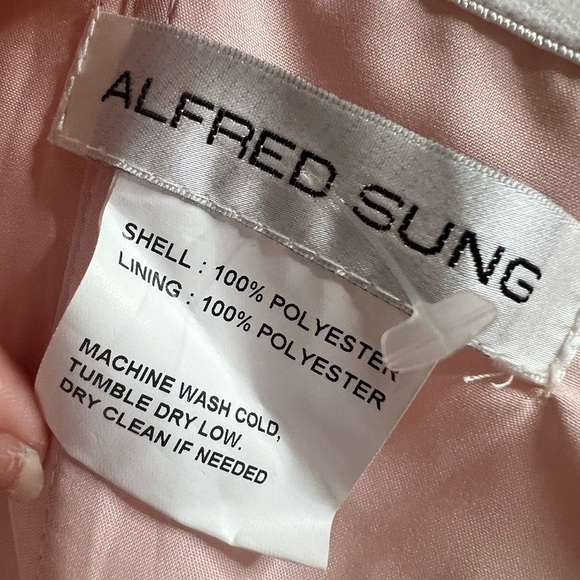 ALFRED SUNG
SHELL : 100% POLYESTER
LINING : 100% POLYESTER
MACHINE WASH COLD,
TUMBLE DRY LOW.
DRY CLEAN IF NEEDED